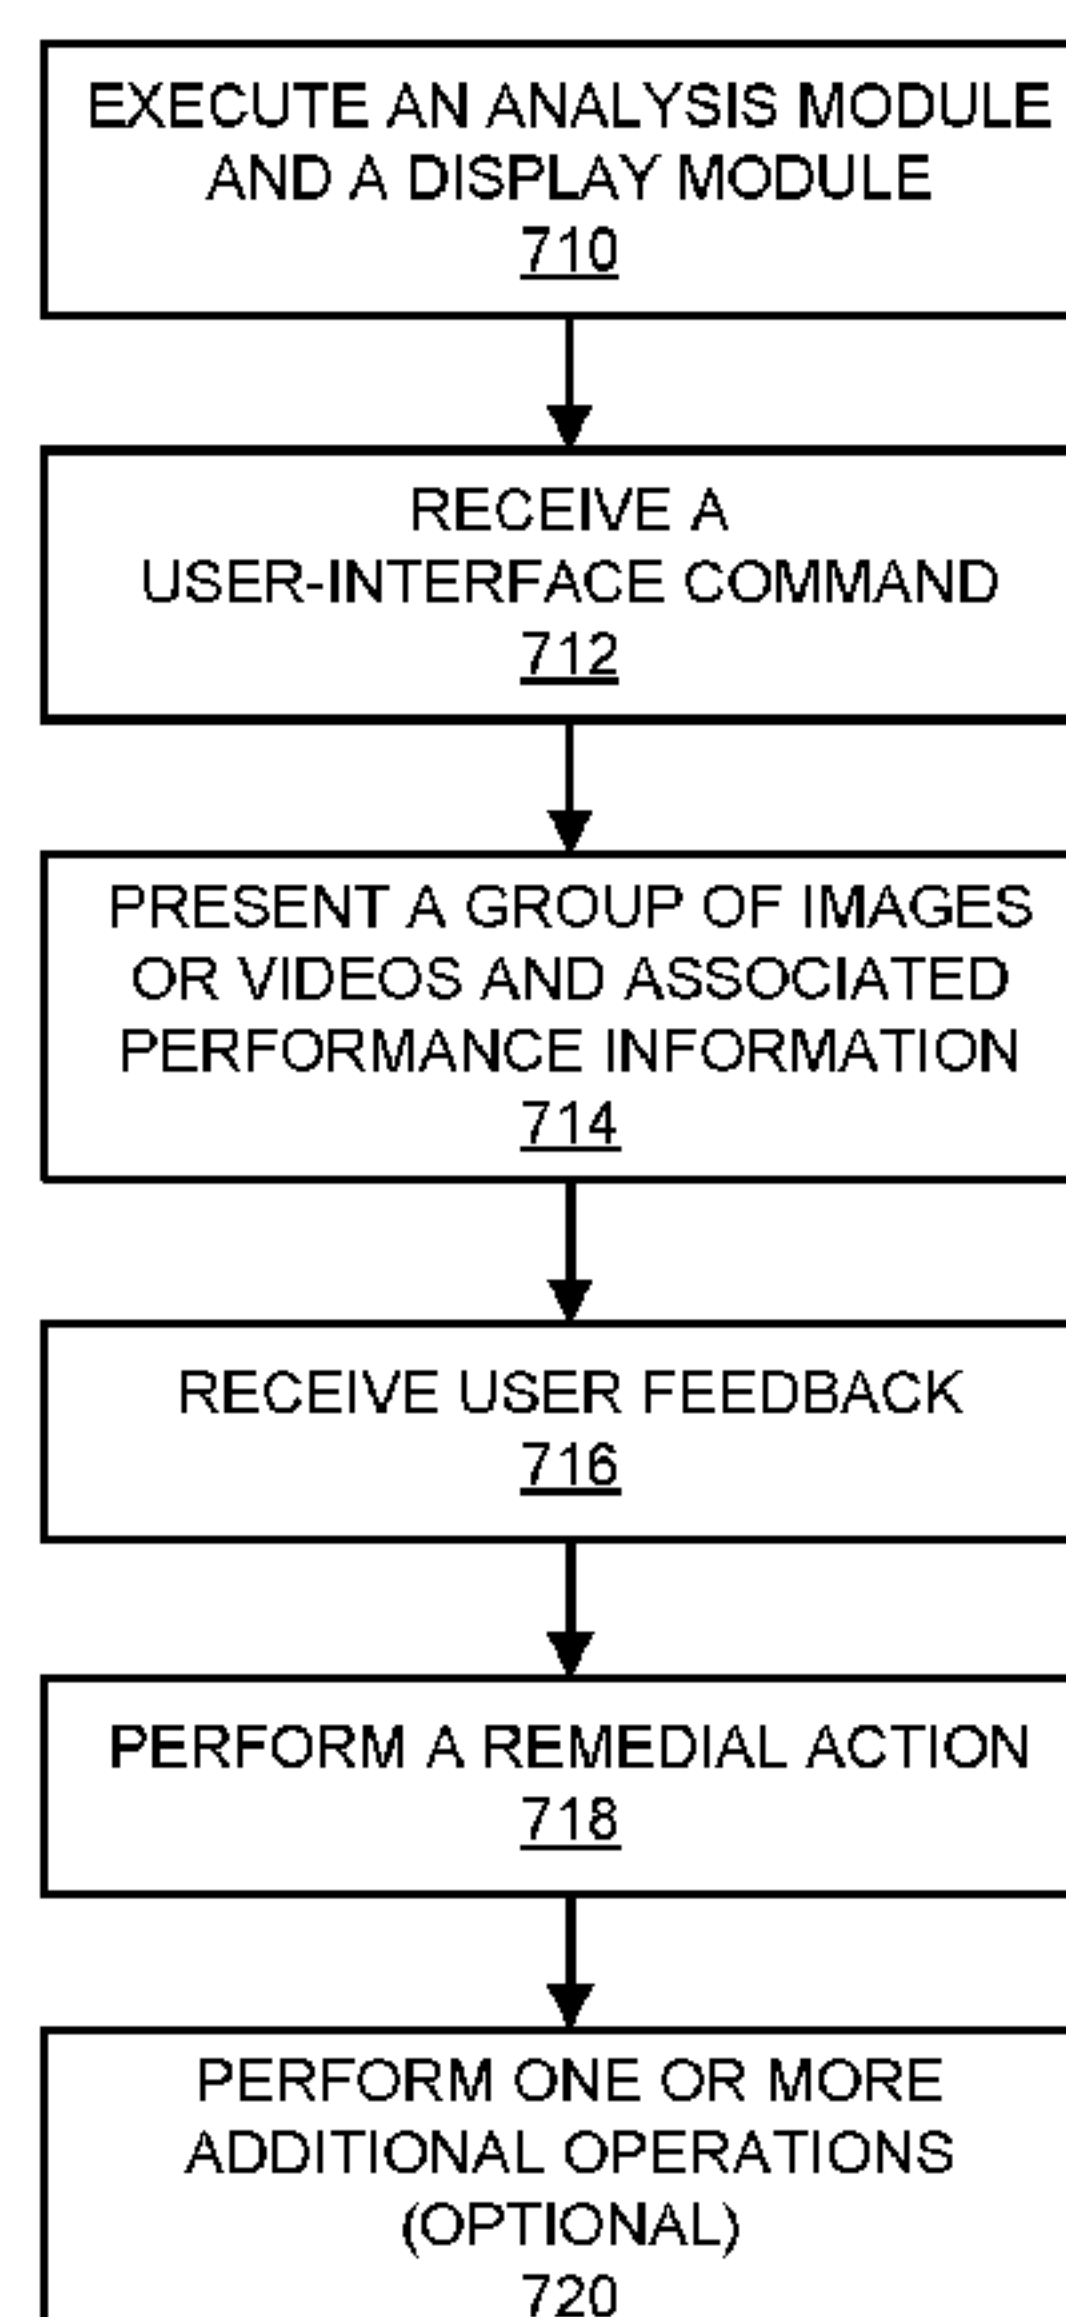 EXECUTE AN ANALYSIS MODULE
AND A DISPLAY MODULE
710
RECEIVE A
USER-INTERFACE COMMAND
712
PRESENT A GROUP OF IMAGES
OR VIDEOS AND ASSOCIATED
PERFORMANCE INFORMATION
714
RECEIVE USER FEEDBACK
716
PERFORM A REMEDIAL ACTION
718
PERFORM ONE OR MORE
ADDITIONAL OPERATIONS
(OPTIONAL)
720